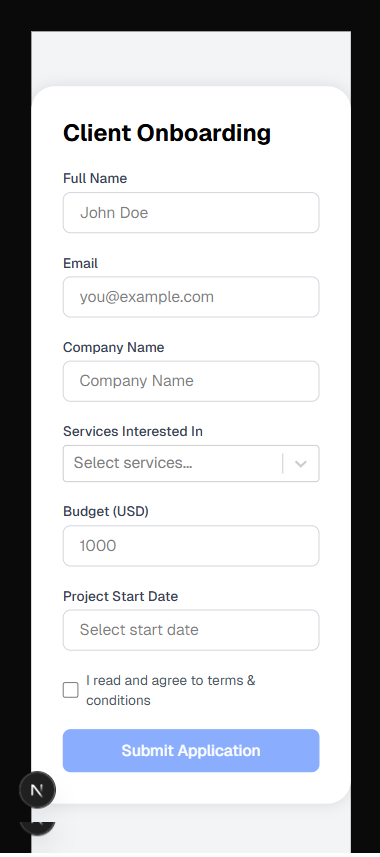 Client Onboarding
Full Name
John Doe
Email
you@example.com
Company Name
Company Name
Services Interested In
Select services...
Budget (USD)
1000
Project Start Date
Select start date
I read and agree to terms &
conditions
Submit Application
N